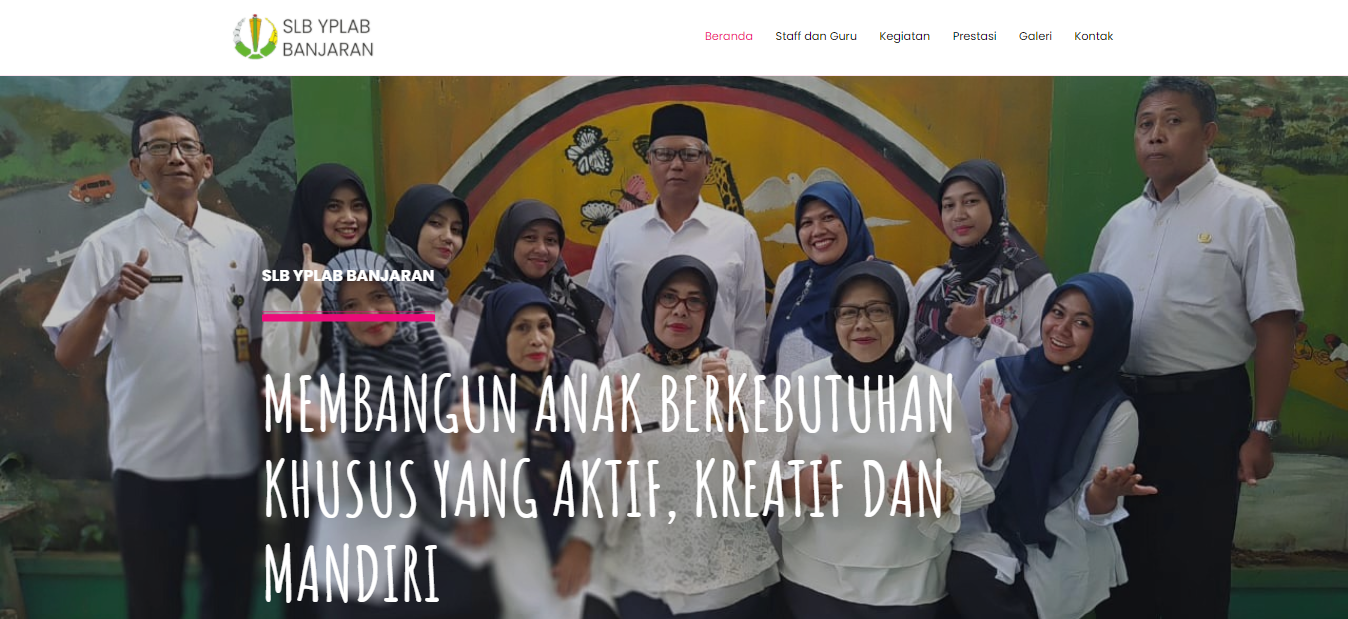 SLB YPLAB
BANJARAN
Beranda Staff dan Guru Kegiatan Prestasi Galeri Kontak
SLB YPLAB BANJARAN
MEMBANGUN ANAK BERKEBUTUHAN
KHUSUS YANG AKTIF, KREATIF DAN
MANDIRI